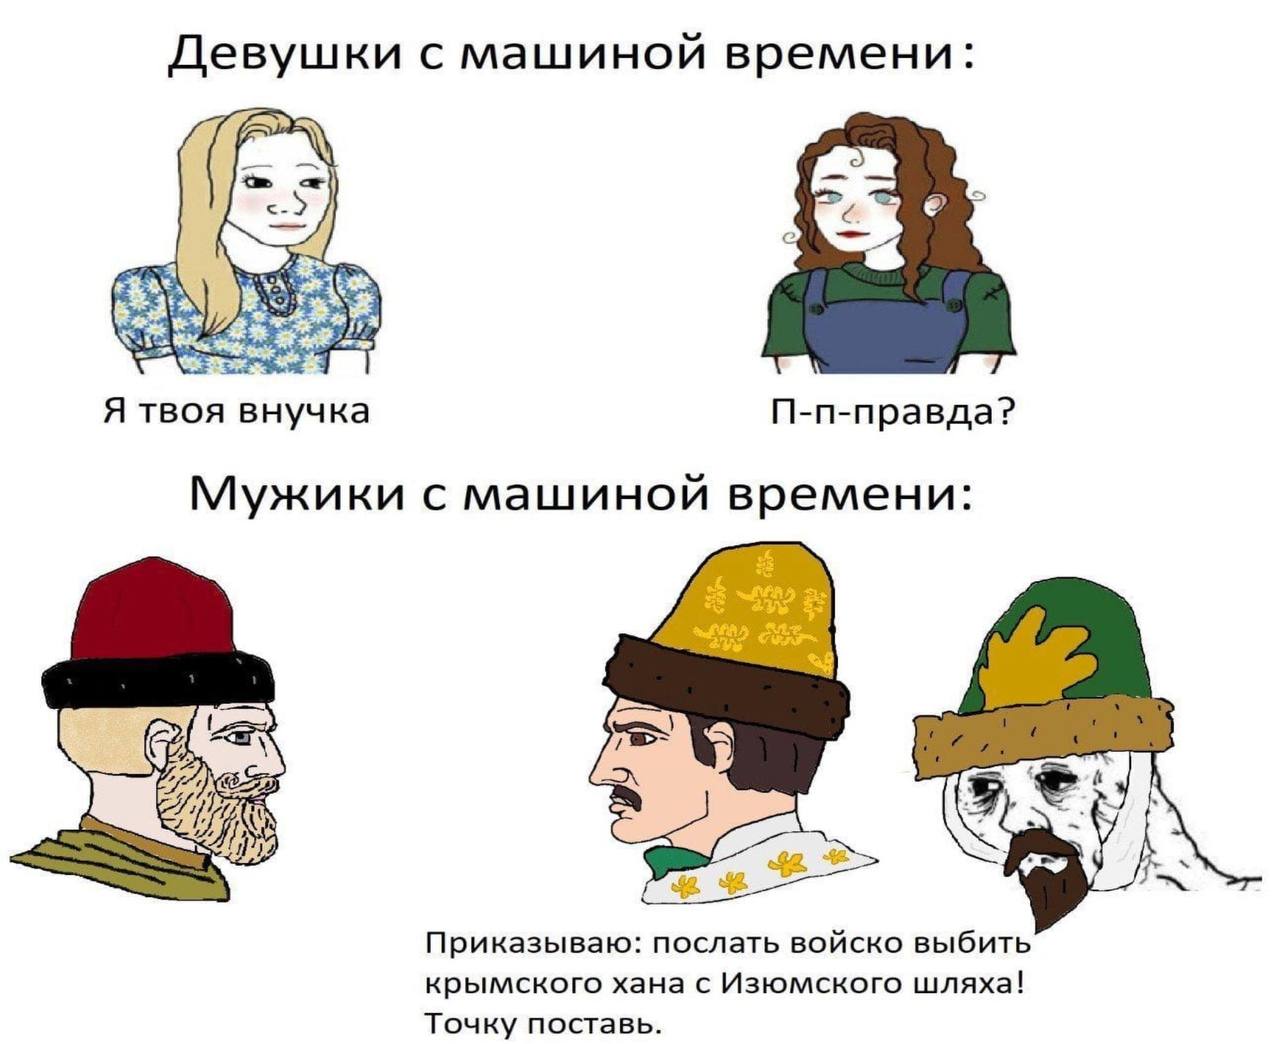 Девушки с машиной времени:
Я твоя внучка
П-п-правда?
Мужики с машиной времени:
Приказываю: послать войско выбить
крымского хана с Изюмского шляха!
Точку поставь.